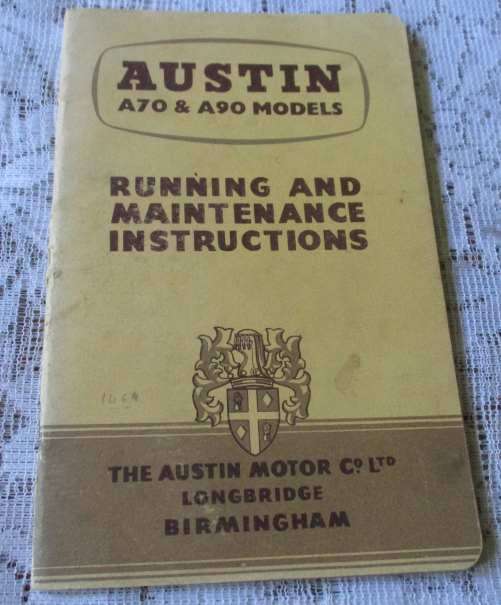 AUSTIN
A70 & A90 MODELS
RUNNING AND
MAINTENANCE
INSTRUCTIONS
THE AUSTIN MOTOR Cº LTD
LONGBRIDGE
BIRMINGHAM